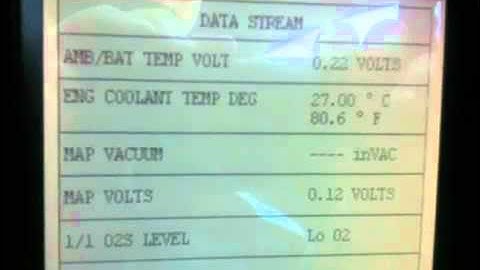 DATA STREAM
AMB/BAT TEMP VOLT 0.22 VOLTS
ENG COOLANT TEMP DEG 27.00 ° C
80.6 ° F
MAP VACUUM ---- inVAC
MAP VOLTS 0.12 VOLTS
1/1 O2S LEVEL Lo O2